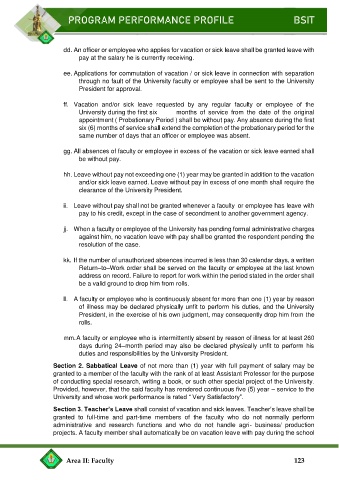 PROGRAM PERFORMANCE PROFILE BSIT
dd. An officer or employee who applies for vacation or sick leave shall be granted leave with
pay at the salary he is currently receiving.
ee. Applications for commutation of vacation / or sick leave in connection with separation
through no fault of the University faculty or employee shall be sent to the University
President for approval.
ff. Vacation and/or sick leave requested by any regular faculty or employee of the
University during the first six months of service from the date of the original
appointment ( Probationary Period ) shall be without pay. Any absence during the first
six (6) months of service shall extend the completion of the probationary period for the
same number of days that an officer or employee was absent.
gg. All absences of faculty or employee in excess of the vacation or sick leave earned shall
be without pay.
hh. Leave without pay not exceeding one (1) year may be granted in addition to the vacation
and/or sick leave earned. Leave without pay in excess of one month shall require the
clearance of the University President.
ii. Leave without pay shall not be granted whenever a faculty or employee has leave with
pay to his credit, except in the case of secondment to another government agency.
jj. When a faculty or employee of the University has pending formal administrative charges
against him, no vacation leave with pay shall be granted the respondent pending the
resolution of the case.
kk. If the number of unauthorized absences incurred is less than 30 calendar days, a written
Return–to–Work order shall be served on the faculty or employee at the last known
address on record. Failure to report for work within the period stated in the order shall
be a valid ground to drop him from rolls.
ll. A faculty or employee who is continuously absent for more than one (1) year by reason
of illness may be declared physically unfit to perform his duties, and the University
President, in the exercise of his own judgment, may consequently drop him from the
rolls.
mm. A faculty or employee who is intermittently absent by reason of illness for at least 260
days during 24–month period may also be declared physically unfit to perform his
duties and responsibilities by the University President.
Section 2. Sabbatical Leave of not more than (1) year with full payment of salary may be
granted to a member of the faculty with the rank of at least Assistant Professor for the purpose
of conducting special research, writing a book, or such other special project of the University.
Provided, however, that the said faculty has rendered continuous five (5) year – service to the
University and whose work performance is rated " Very Satisfactory".
Section 3. Teacher's Leave shall consist of vacation and sick leaves. Teacher's leave shall be
granted to full-time and part-time members of the faculty who do not normally perform
administrative and research functions and who do not handle agri- business/ production
projects. A faculty member shall automatically be on vacation leave with pay during the school
Area II: Faculty 123